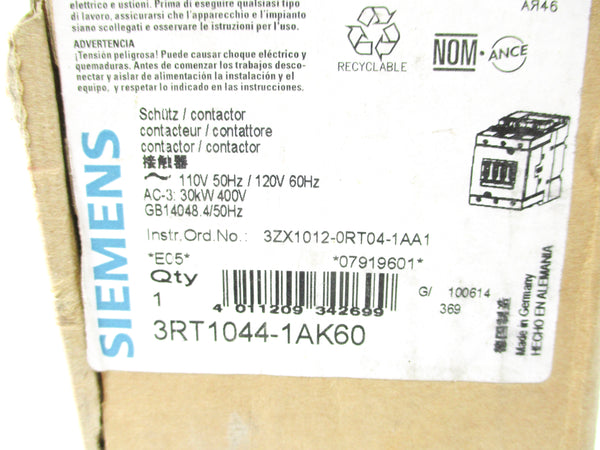 elettrico e ustioni. Prima di eseguire qualsiasi tipo
di lavoro, assicurarsi che l'apparecchio e l'impianto
siano scollegati e osservare le istruzioni per l'uso.
ADVERTENCIA
¡Tensión peligrosa! Puede causar choque eléctrico y
quemaduras. Antes de comenzar los trabajos desco-
nectar y aislar de alimentación la instalación y el
equipo, y respetar lo indicado en las instrucciones.
RECYCLABLE
АЯ46
NOM-ANCE
SIEMENS
Schütz / contactor
contacteur / contattore
contactor / contactor
接触器
~ 110V 50Hz / 120V 60Hz
AC-3: 30kW 400V
GB14048.4/50Hz
Instr.Ord.No.: 3ZX1012-0RT04-1AA1
*EC5* *07919601*
Qty
1
4 011209 342699
G/ 100614
369
3RT1044-1AK60
德国制造
Made in Germany
HECHO EN ALEMANIA